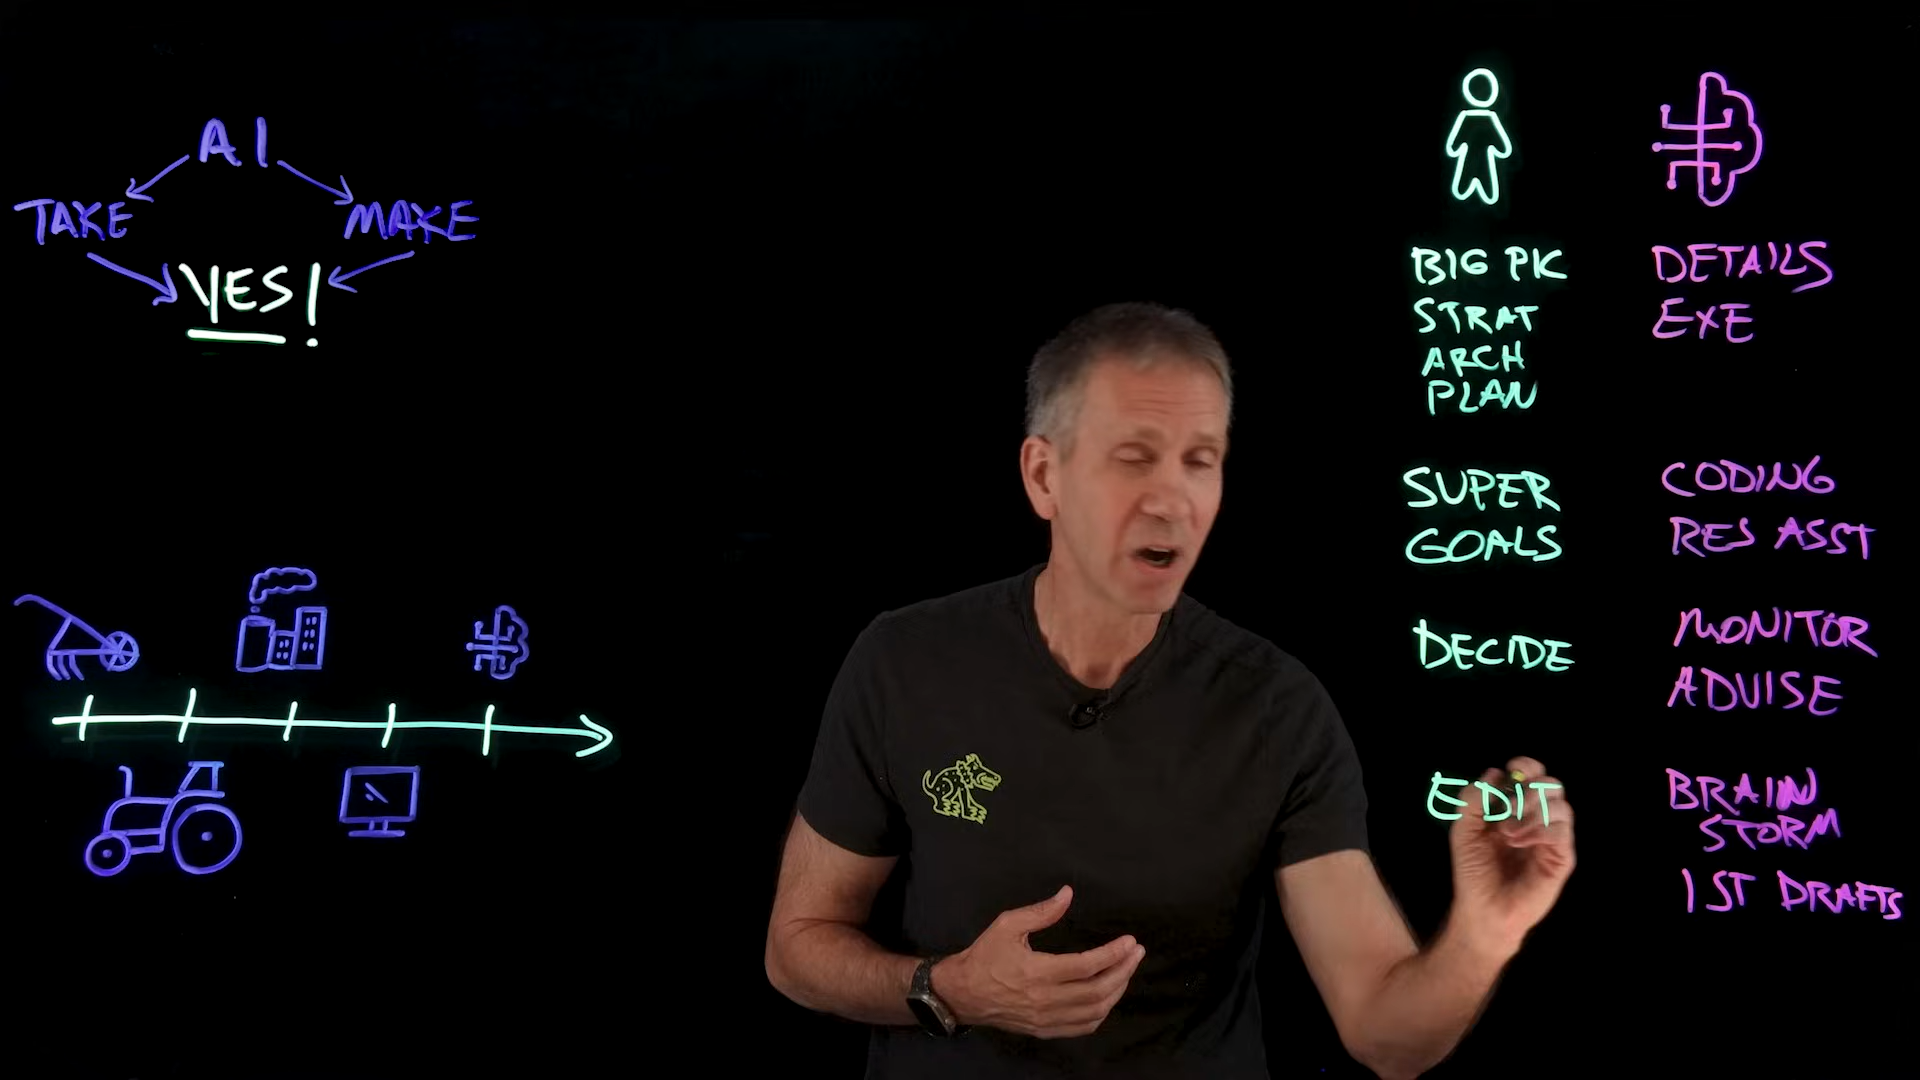 AI
TAKE
MAKE
YES!
BIG PIC
STRAT
ARCH
PLAN
SUPER
GOALS
DECIDE
EDIT
DETAILS
EXE
CODING
RES ASST
MONITOR
ADVISE
BRAIN
STORM
1ST DRAFTS